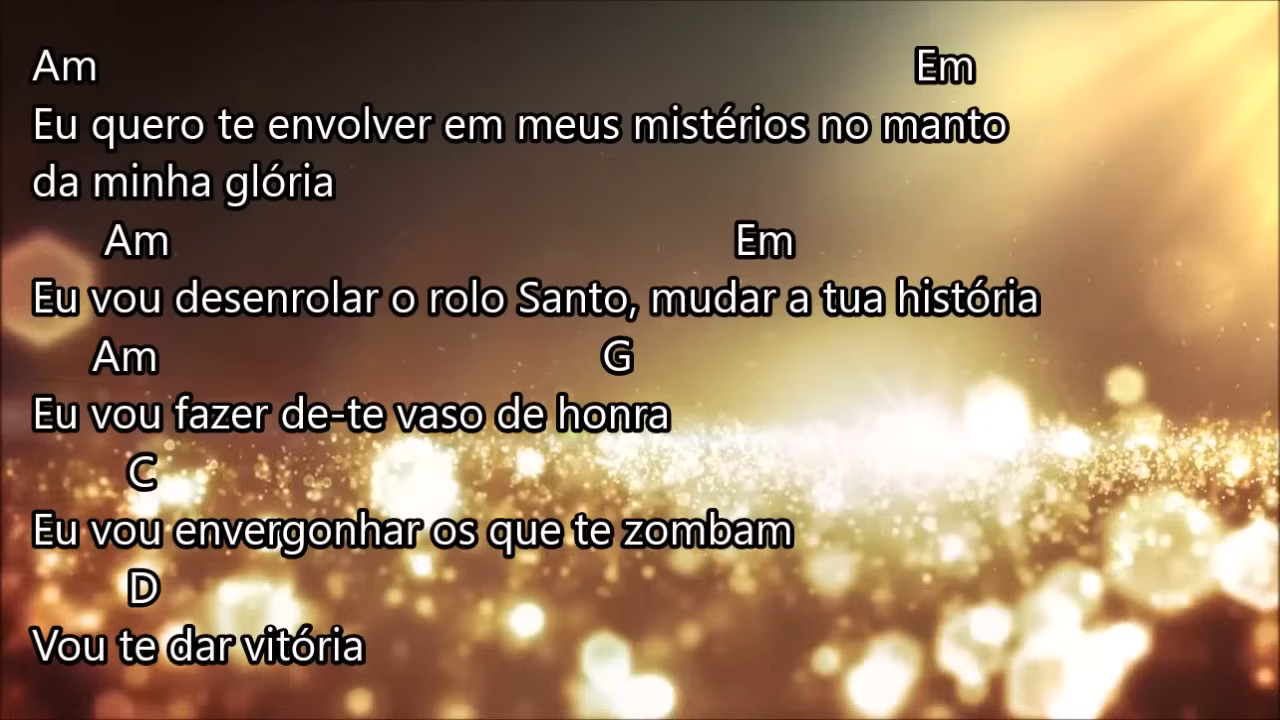 Am Em
Eu quero te envolver em meus mistérios no manto
da minha glória
Am Em
Eu vou desenrolar o rolo Santo, mudar a tua história
Am G
Eu vou fazer de-te vaso de honra
C
Eu vou envergonhar os que te zombam
D
Vou te dar vitória